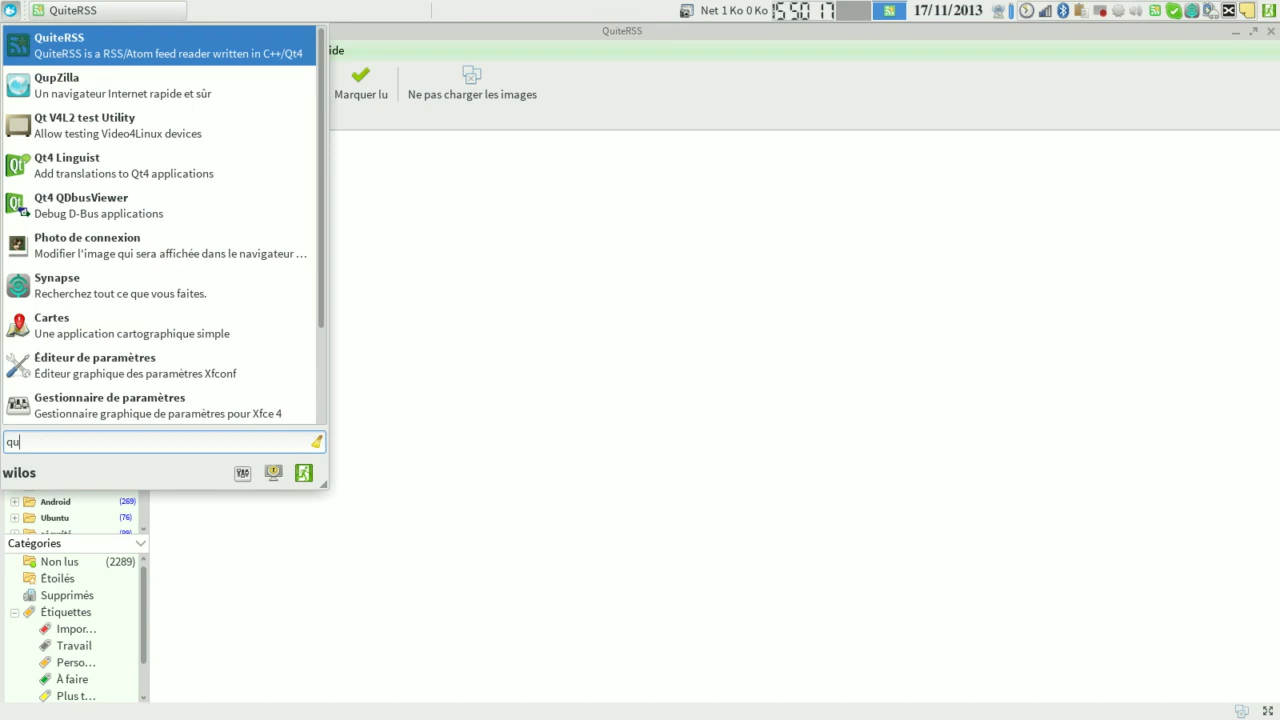 QuiteRSS
Net 1 Ko 0 Ko
15 50 17
17/11/2013
QuiteRSS
QuiteRSS
QuiteRSS is a RSS/Atom feed reader written in C++/Qt4
ide
QupZilla
Un navigateur Internet rapide et sûr
Marquer lu
Ne pas charger les images
Qt V4L2 test Utility
Allow testing Video4Linux devices
Qt4 Linguist
Add translations to Qt4 applications
Qt4 QDbusViewer
Debug D-Bus applications
Photo de connexion
Modifier l'image qui sera affichée dans le navigateur ...
Synapse
Recherchez tout ce que vous faites.
Cartes
Une application cartographique simple
Éditeur de paramètres
Éditeur graphique des paramètres Xfconf
Gestionnaire de paramètres
Gestionnaire graphique de paramètres pour Xfce 4
qu
wilos
Android (269)
Ubuntu (76)
Catégories
Non lus (2289)
Étoilés
Supprimés
Étiquettes
Impor...
Travail
Perso...
À faire
Plus t...